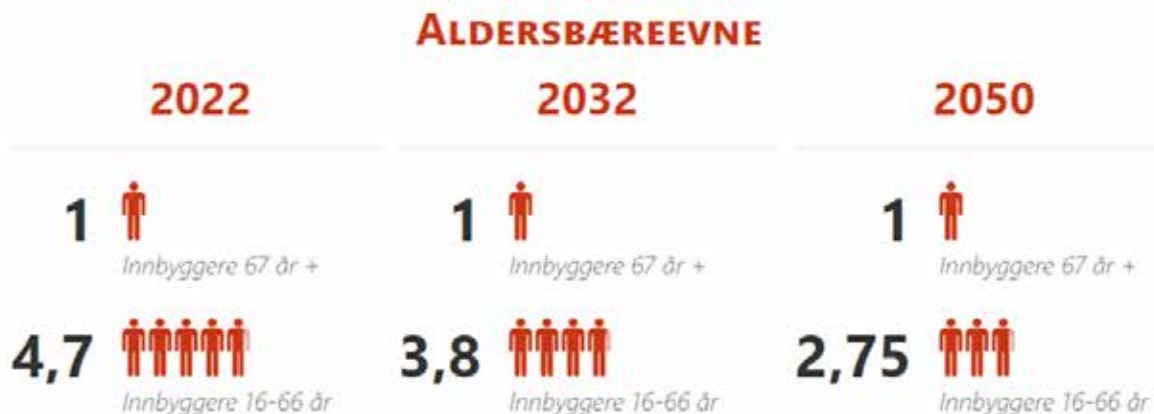 ALDERSBÆREEVNE
2022
2032
2050
1
Innbyggere 67 år +
1
Innbyggere 67 år +
1
Innbyggere 67 år +
4,7
Innbyggere 16-66 år
3,8
Innbyggere 16-66 år
2,75
Innbyggere 16-66 år